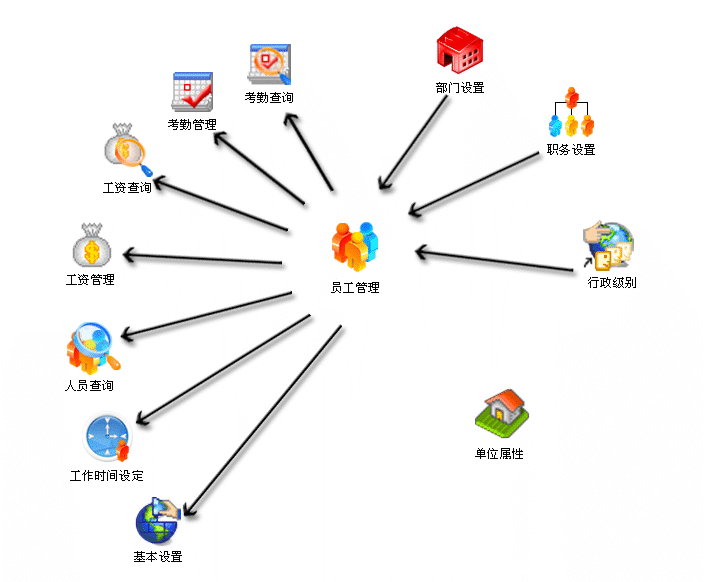 部门设置
考勤查询
考勤管理
职务设置
工资查询
工资管理
员工管理
行政级别
人员查询
单位属性
工作时间设定
基本设置